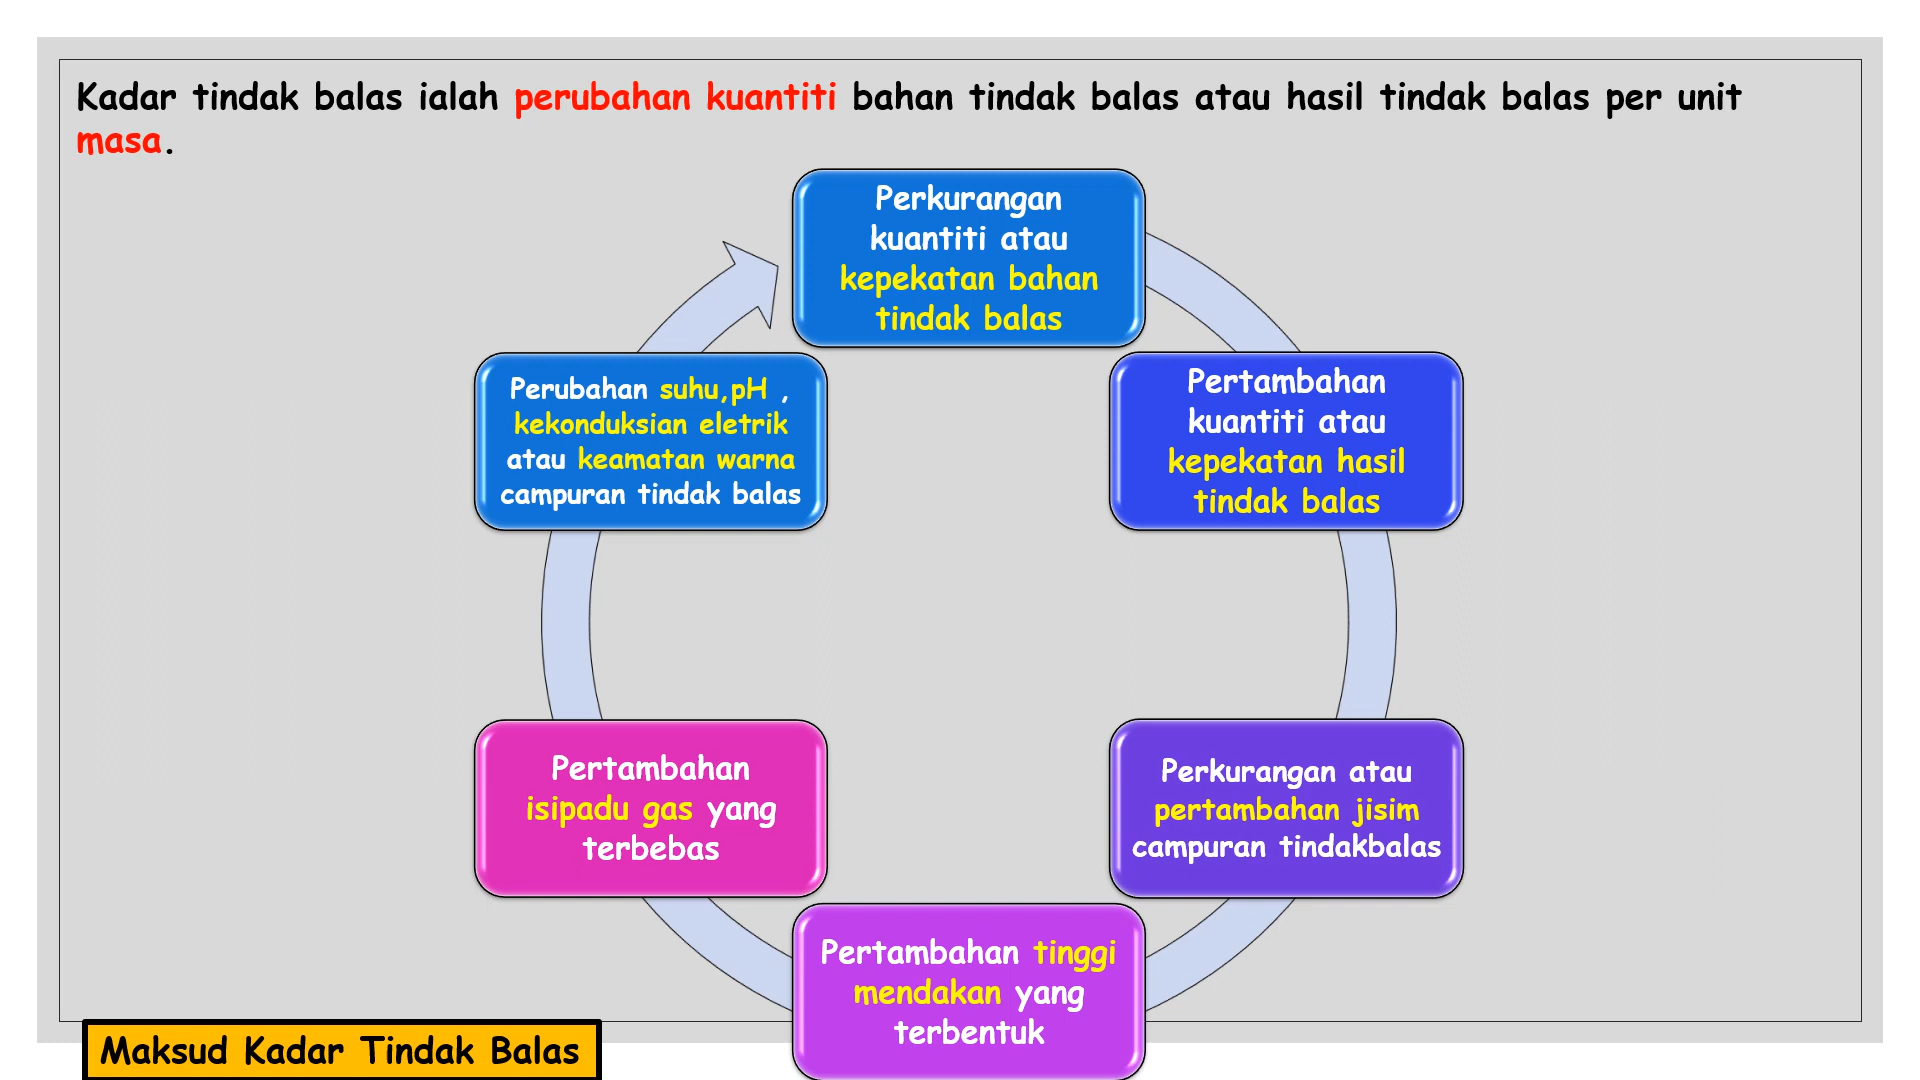 Kadar tindak balas ialah perubahan kuantiti bahan tindak balas atau hasil tindak balas per unit
masa.
Perkurangan
kuantiti atau
kepekatan bahan
tindak balas
Pertambahan
kuantiti atau
kepekatan hasil
tindak balas
Perkurangan atau
pertambahan jisim
campuran tindakbalas
Pertambahan tinggi
mendakan yang
terbentuk
Pertambahan
isipadu gas yang
terbebas
Perubahan suhu,pH ,
kekonduksian eletrik
atau keamatan warna
campuran tindak balas
Maksud Kadar Tindak Balas